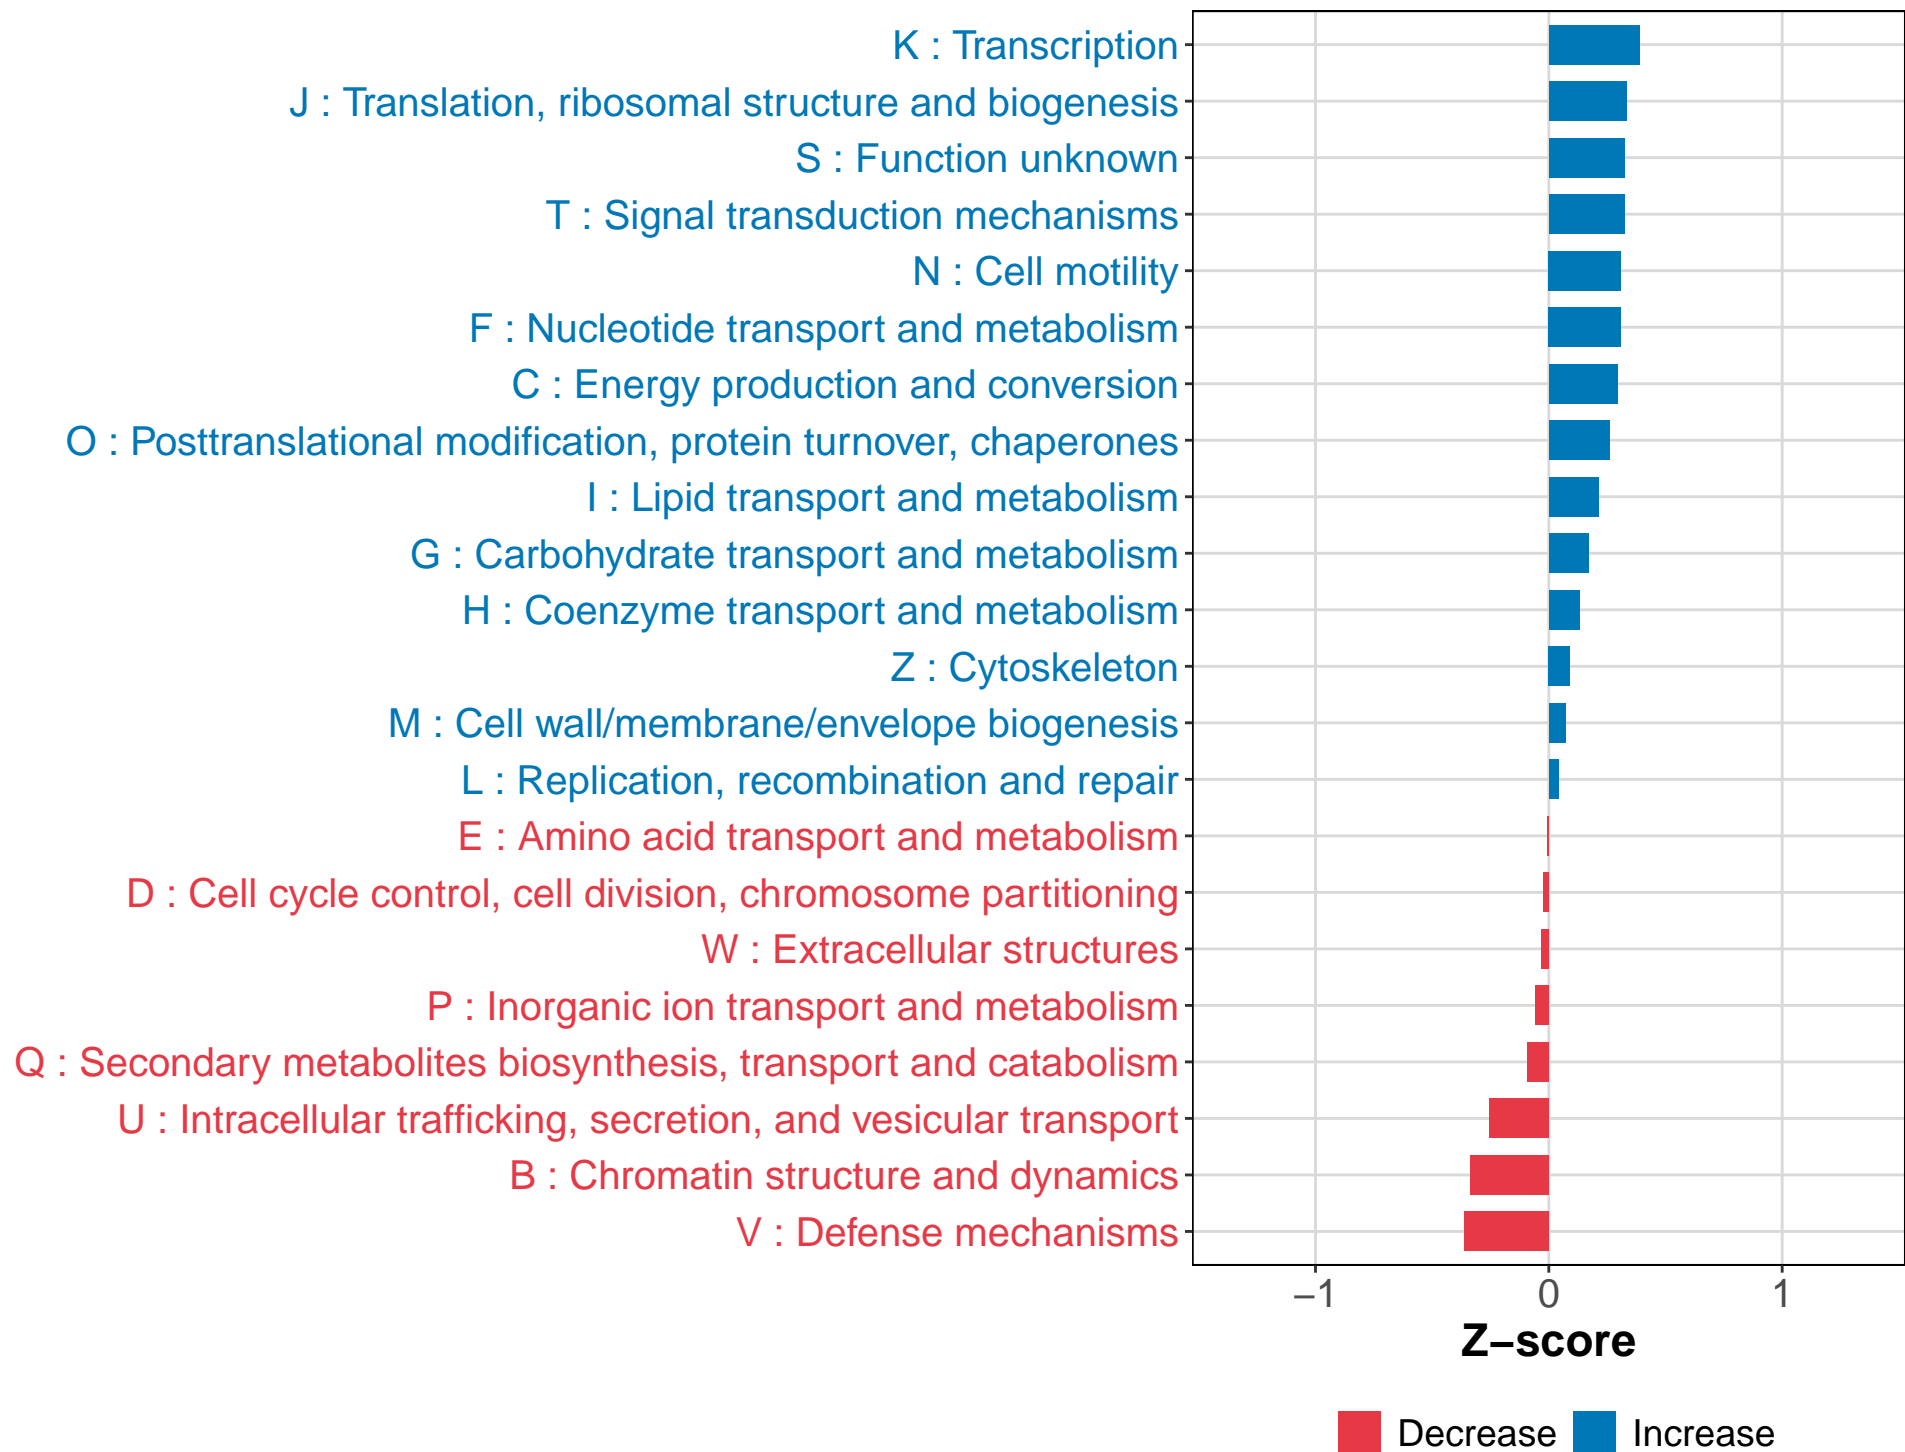 K : Transcription
J : Translation, ribosomal structure and biogenesis
S : Function unknown
T : Signal transduction mechanisms
N : Cell motility
F : Nucleotide transport and metabolism
C : Energy production and conversion
O : Posttranslational modification, protein turnover, chaperones
I : Lipid transport and metabolism
G : Carbohydrate transport and metabolism
H : Coenzyme transport and metabolism
Z : Cytoskeleton
M : Cell wall/membrane/envelope biogenesis
L : Replication, recombination and repair
E : Amino acid transport and metabolism
D : Cell cycle control, cell division, chromosome partitioning
W : Extracellular structures
P : Inorganic ion transport and metabolism
Q : Secondary metabolites biosynthesis, transport and catabolism
U : Intracellular trafficking, secretion, and vesicular transport
B : Chromatin structure and dynamics
V : Defense mechanisms
−1 0 1
Z−score
Decrease Increase